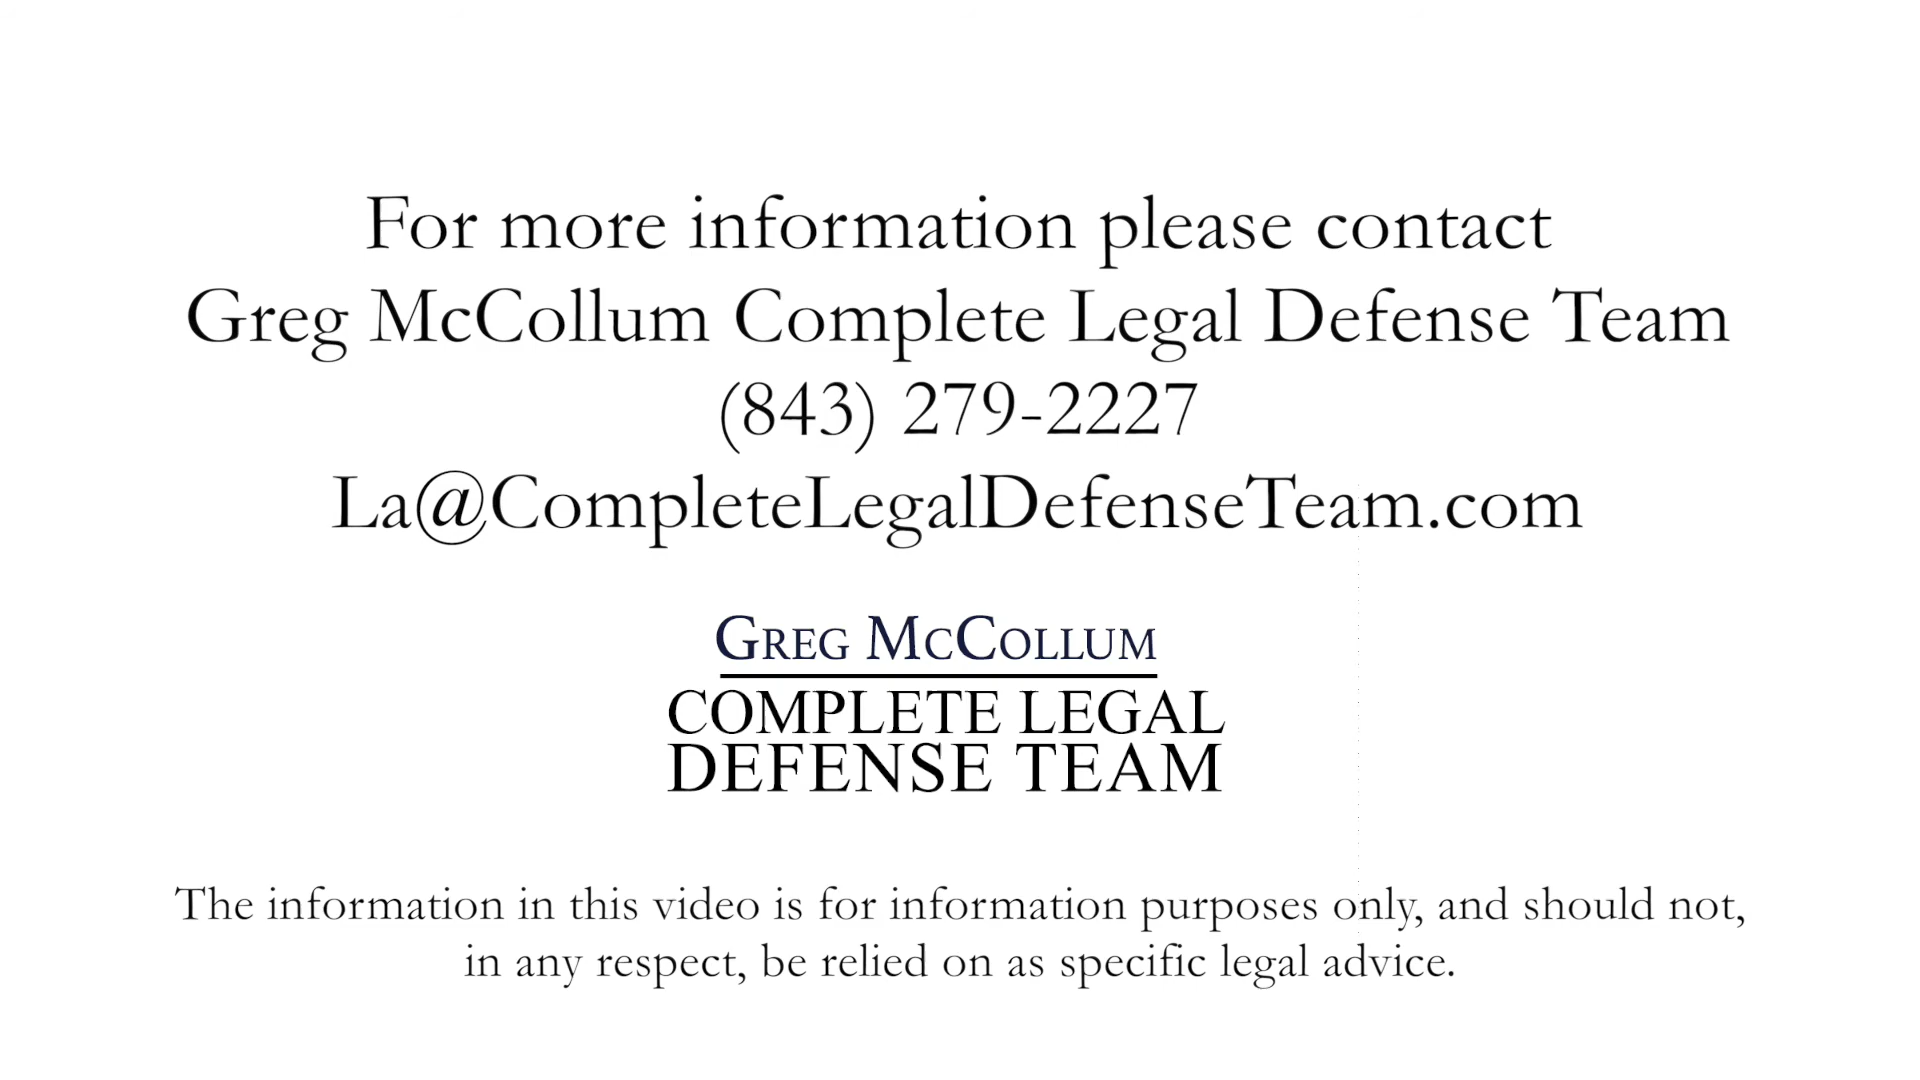 For more information please contact
Greg McCollum Complete Legal Defense Team
(843) 279-2227
La@CompleteLegalDefenseTeam.com
GREG MCCOLLUM
COMPLETE LEGAL
DEFENSE TEAM
The information in this video is for information purposes only, and should not,
in any respect, be relied on as specific legal advice.